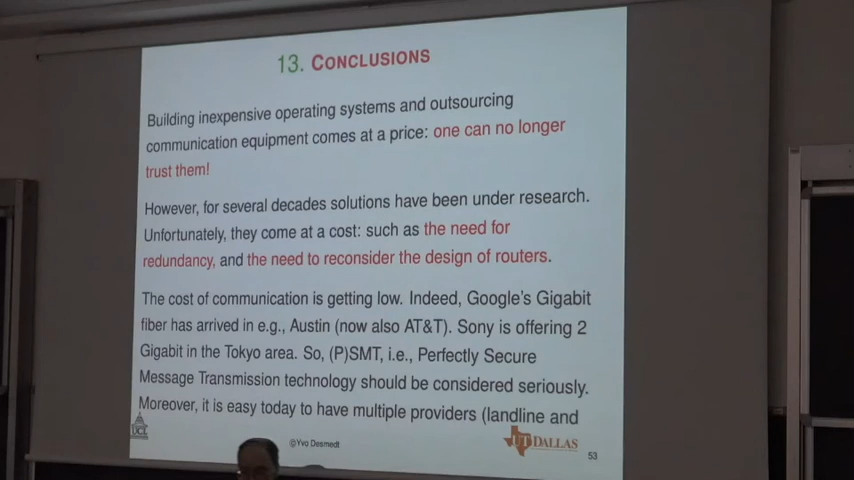 13. CONCLUSIONS
Building inexpensive operating systems and outsourcing
communication equipment comes at a price: one can no longer
trust them!
However, for several decades solutions have been under research.
Unfortunately, they come at a cost: such as the need for
redundancy, and the need to reconsider the design of routers.
The cost of communication is getting low. Indeed, Google's Gigabit
fiber has arrived in e.g., Austin (now also AT&T). Sony is offering 2
Gigabit in the Tokyo area. So, (P)SMT, i.e., Perfectly Secure
Message Transmission technology should be considered seriously.
Moreover, it is easy today to have multiple providers (landline and
UCL
©Yvo Desmedt
UT DALLAS
53